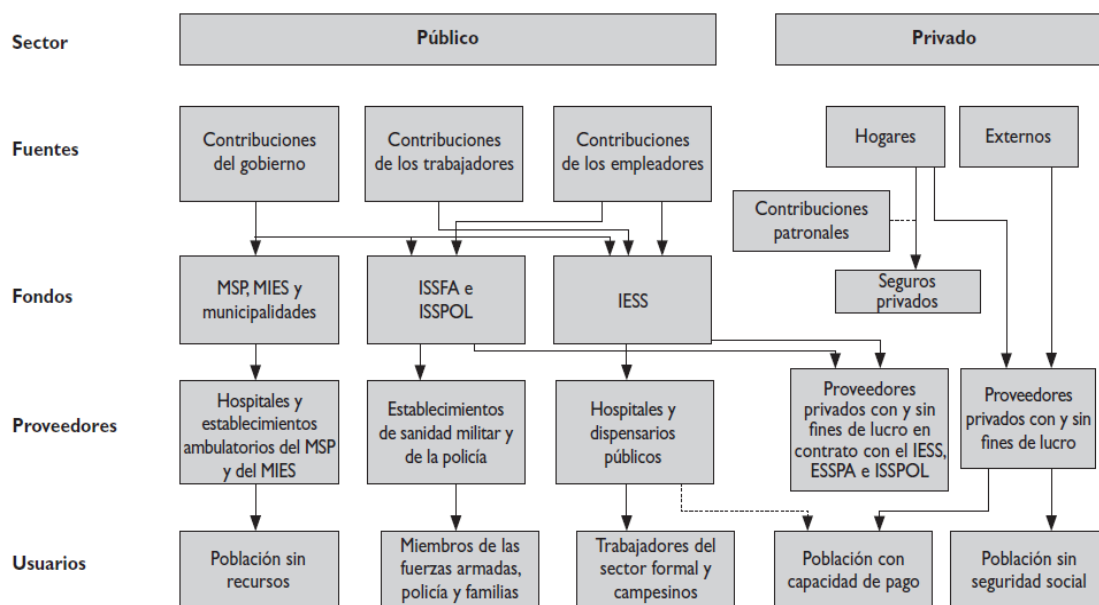 Sector
Público
Privado
Fuentes
Contribuciones
del gobierno
Contribuciones
de los trabajadores
Contribuciones
de los empleadores
Hogares
Externos
Contribuciones
patronales
Fondos
MSP, MIES y
municipalidades
ISSFA e
ISSPOL
IESS
Seguros
privados
Proveedores
Hospitales y
establecimientos
ambulatorios del MSP
y del MIES
Establecimientos
de sanidad militar y
de la policía
Hospitales y
dispensarios
públicos
Proveedores
privados con y sin
fines de lucro en
contrato con el IESS,
ESSPA e ISSPOL
Proveedores
privados con y sin
fines de lucro
Usuarios
Población sin
recursos
Miembros de las
fuerzas armadas,
policía y familias
Trabajadores del
sector formal y
campesinos
Población con
capacidad de pago
Población sin
seguridad social